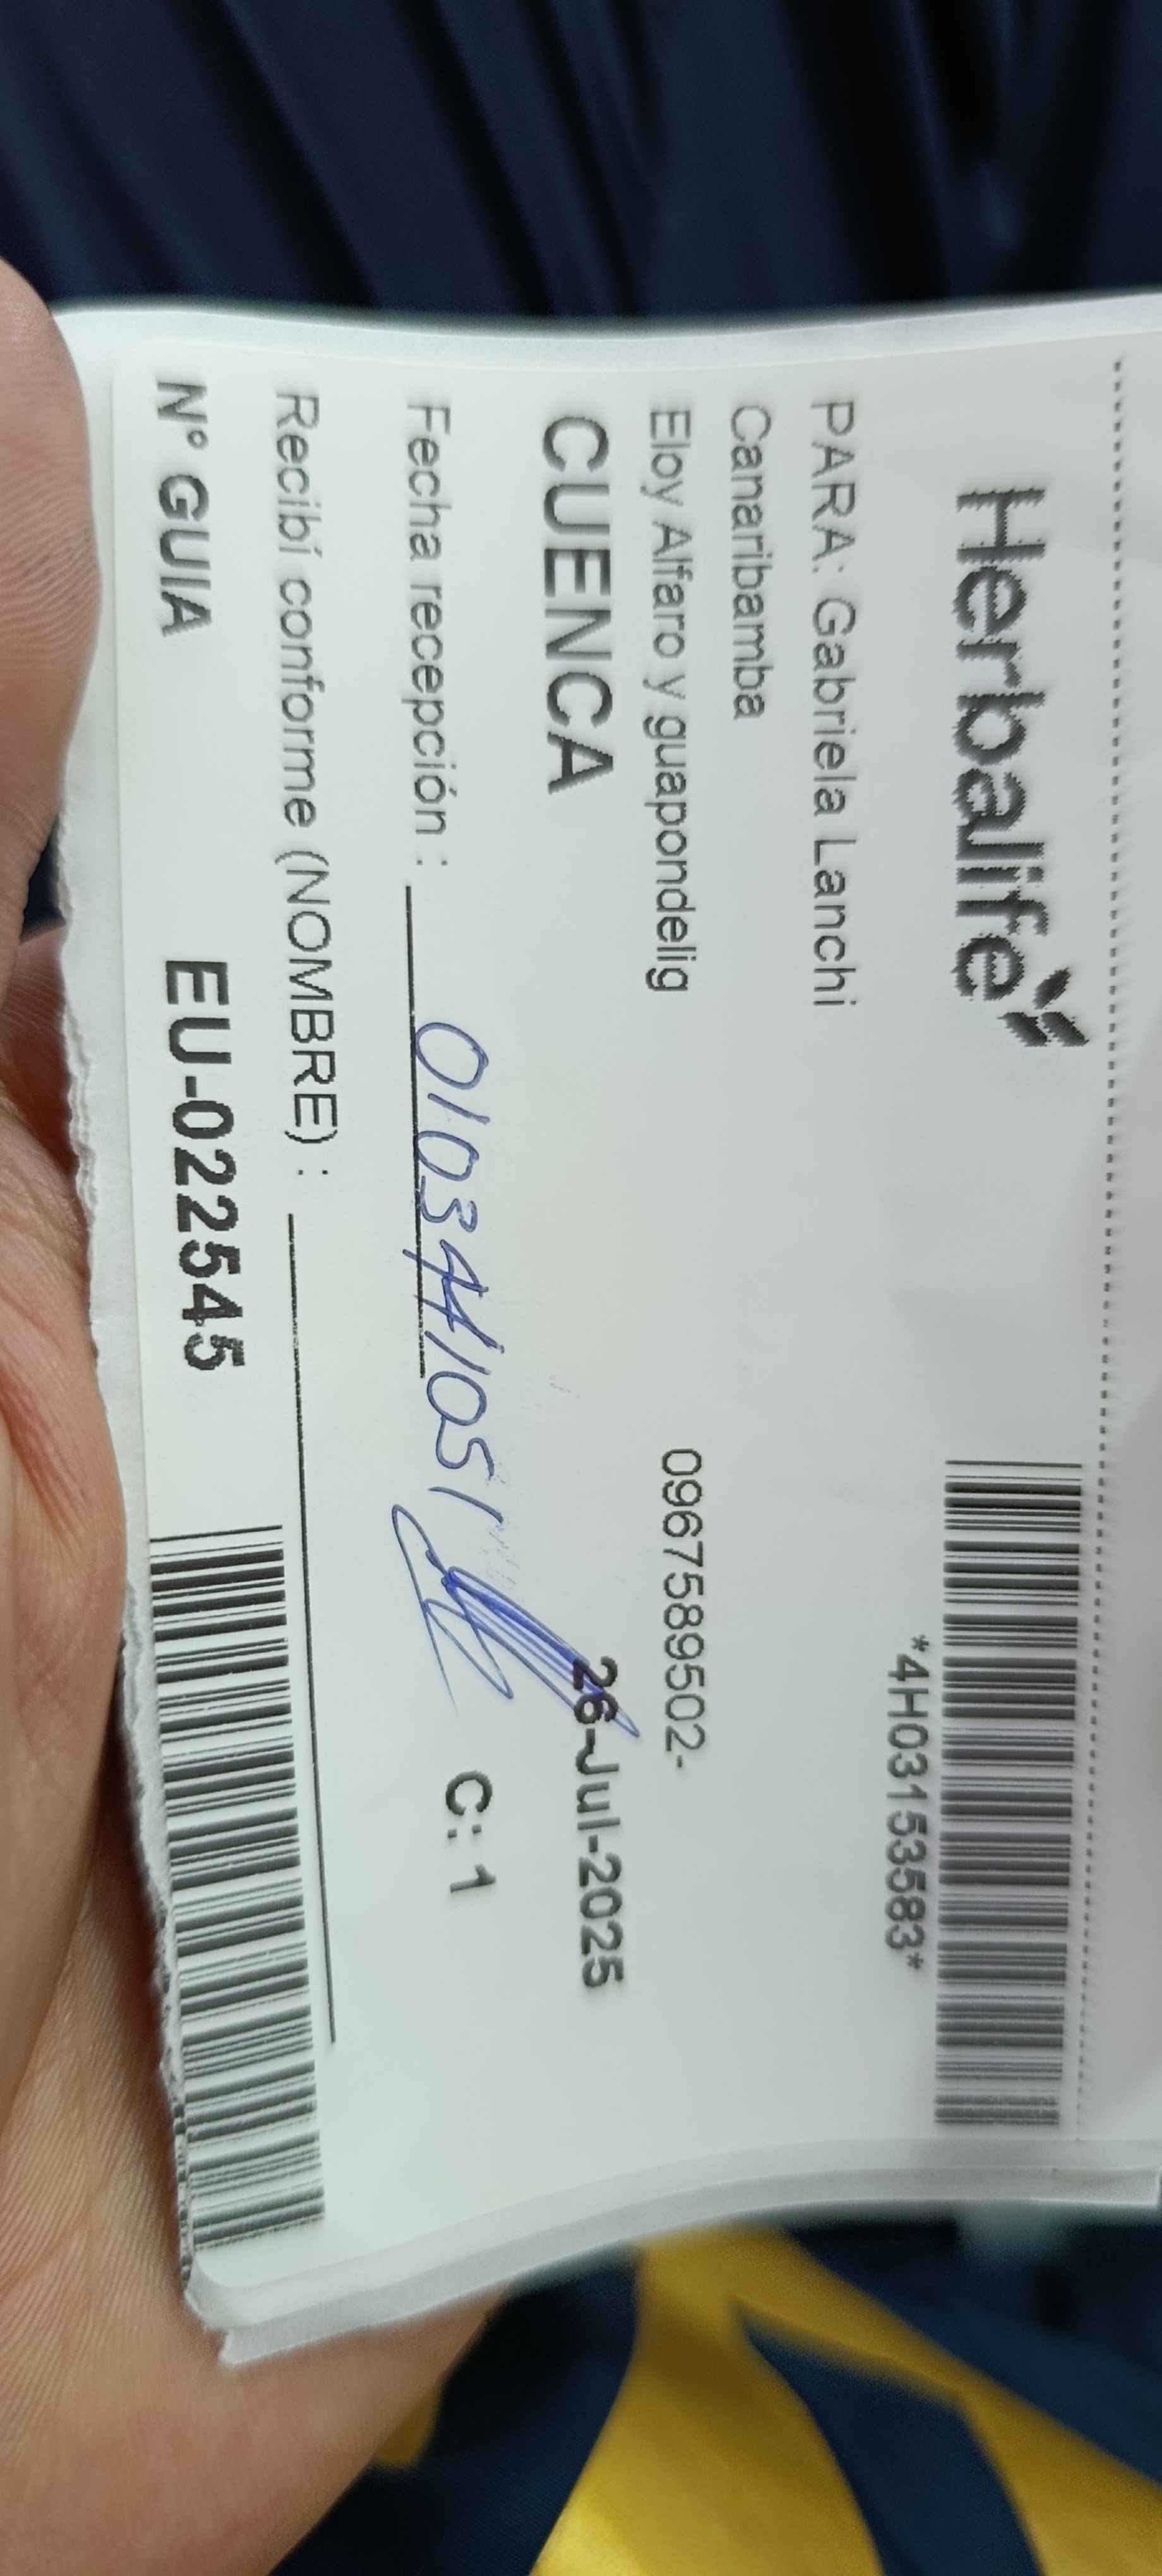 Herbalife
*4H03153583*
PARA: Gabriela Lanchi
Canaribamba
Eloy Alfaro y guapondelig 0967589502-
CUENCA 26-Jul-2025
Fecha recepción : 0103441051
C: 1
Recibí conforme (NOMBRE) :
N° GUIA EU-022545